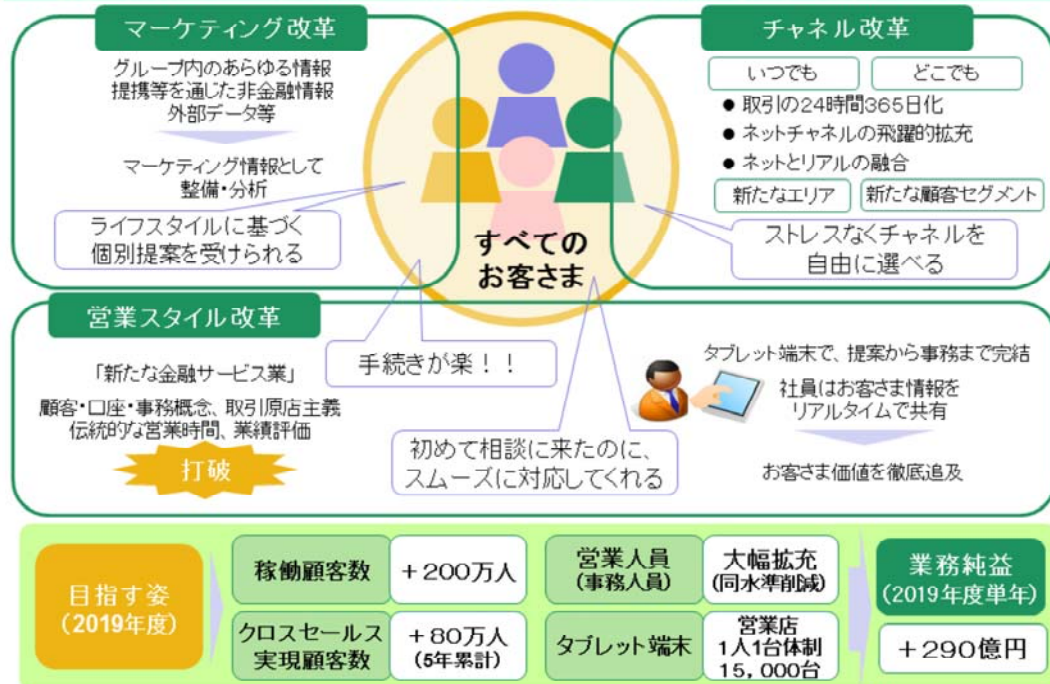 マーケティング改革
グループ内のあらゆる情報
提携等を通じた非金融情報
外部データ等
マーケティング情報として
整備・分析
ライフスタイルに基づく
個別提案を受けられる
すべての
お客さま
チャネル改革
いつでも
どこでも
● 取引の24時間365日化
● ネットチャネルの飛躍的拡充
● ネットとリアルの融合
新たなエリア
新たな顧客セグメント
ストレスなくチャネルを
自由に選べる
営業スタイル改革
「新たな金融サービス業」
顧客・口座・事務概念、取引原店主義
伝統的な営業時間、業績評価
打破
手続きが楽！！
初めて相談に来たのに、
スムーズに対応してくれる
タブレット端末で、提案から事務まで完結
社員はお客さま情報を
リアルタイムで共有
お客さま価値を徹底追及
目指す姿
（2019年度）
稼働顧客数
＋200万人
クロスセールス
実現顧客数
＋80万人
(5年累計)
営業人員
(事務人員)
大幅拡充
(同水準削減)
タブレット端末
営業店
1人1台体制
15，000台
業務純益
(2019年度単年)
＋290億円